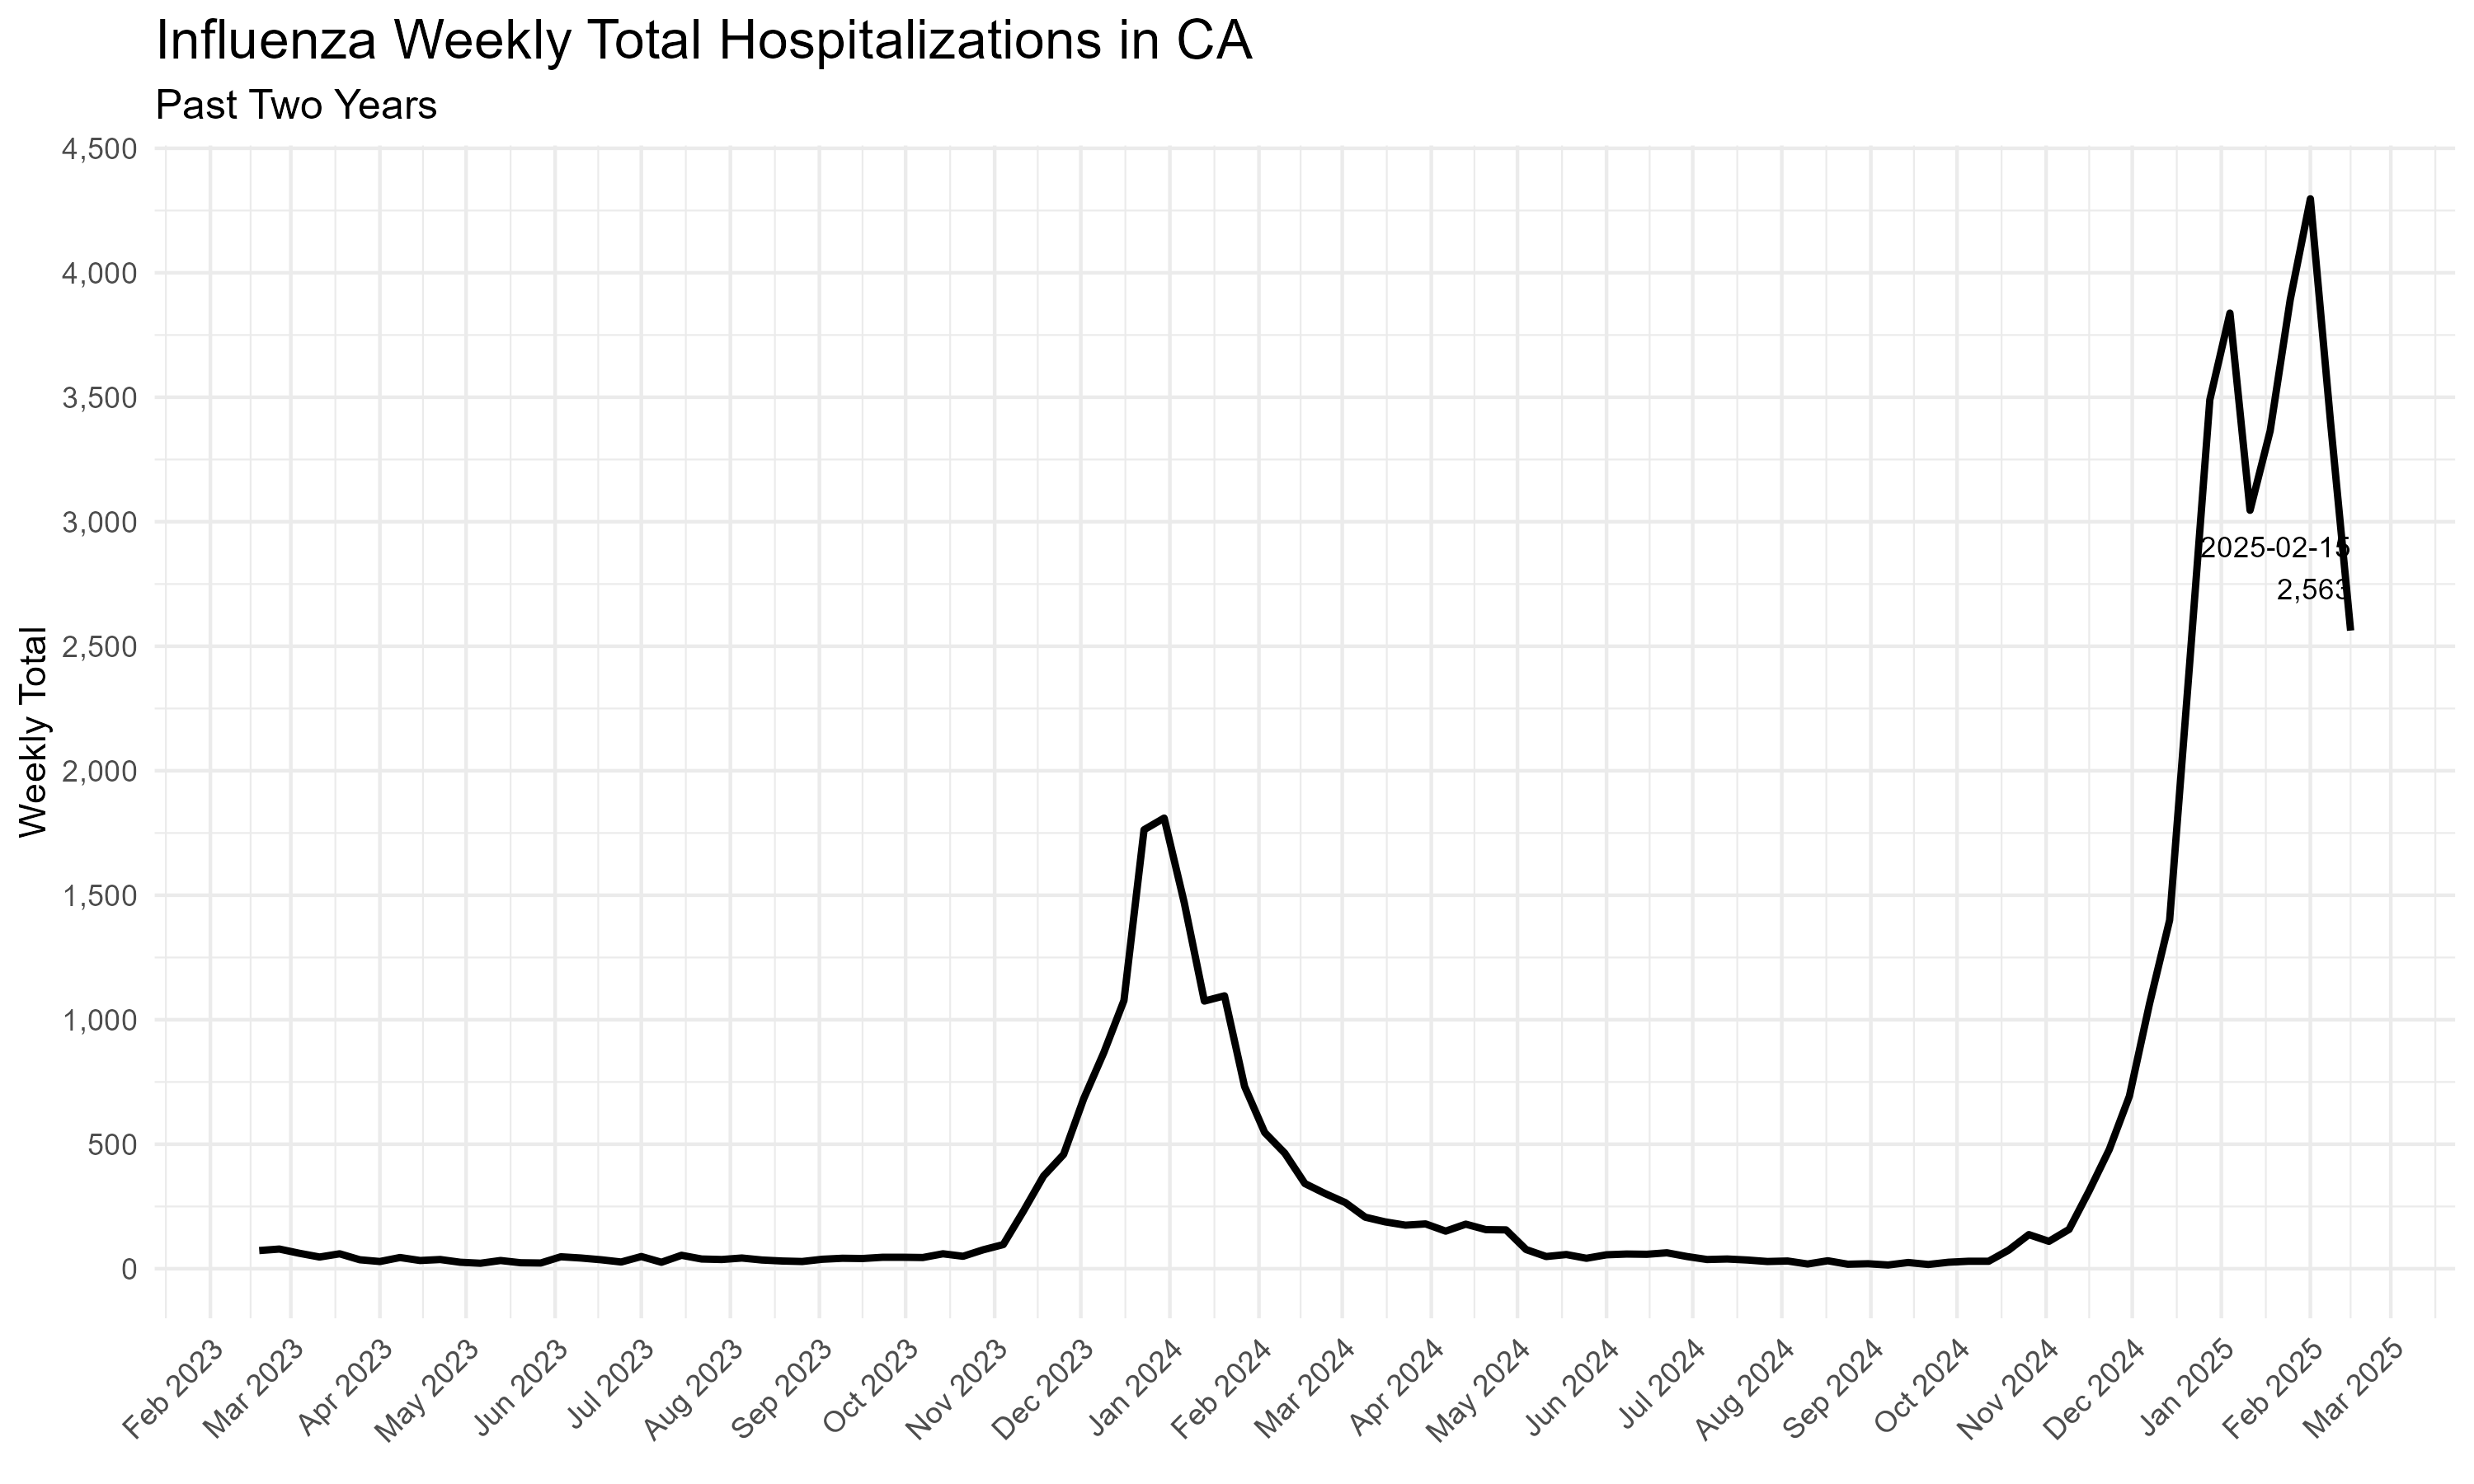 Influenza Weekly Total Hospitalizations in CA
Past Two Years
4,500
4,000
3,500
3,000
2,500
2,000
1,500
1,000
500
0
Weekly Total
2025-02-15
2,563
Feb 2023
Mar 2023
Apr 2023
May 2023
Jun 2023
Jul 2023
Aug 2023
Sep 2023
Oct 2023
Nov 2023
Dec 2023
Jan 2024
Feb 2024
Mar 2024
Apr 2024
May 2024
Jun 2024
Jul 2024
Aug 2024
Sep 2024
Oct 2024
Nov 2024
Dec 2024
Jan 2025
Feb 2025
Mar 2025